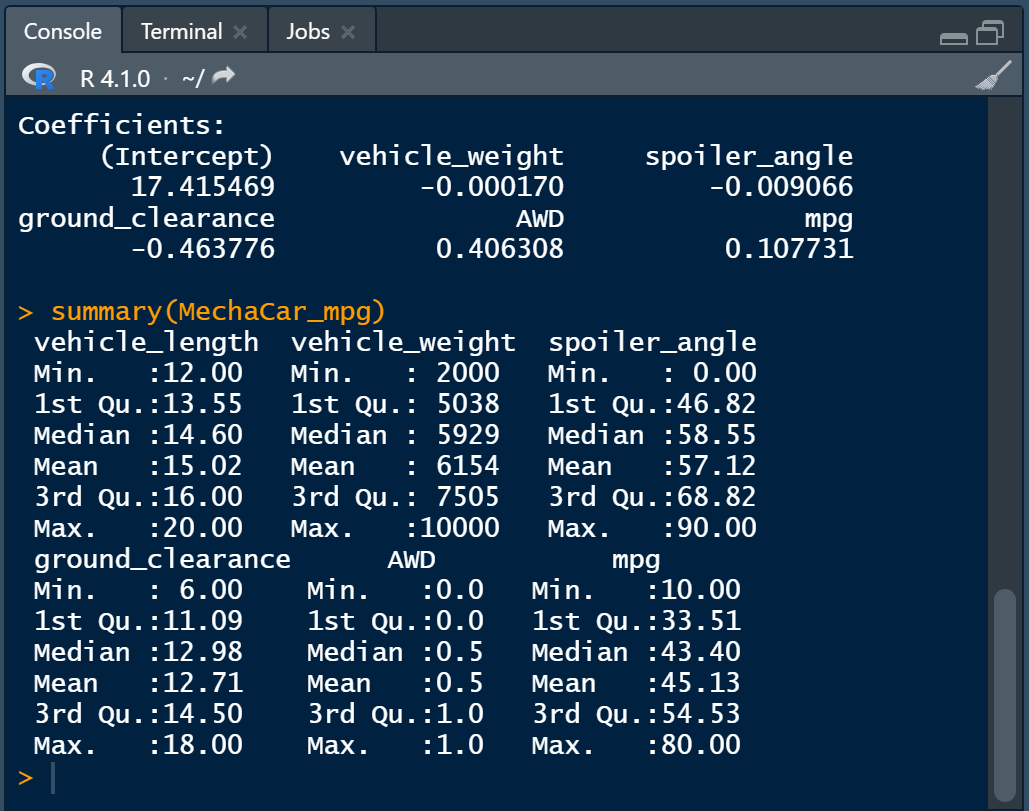 Console Terminal Jobs
R R 4.1.0 · ~/
Coefficients:
     (Intercept)    vehicle_weight     spoiler_angle
       17.415469         -0.000170         -0.009066
ground_clearance               AWD               mpg
       -0.463776          0.406308          0.107731
> summary(MechaCar_mpg)
 vehicle_length  vehicle_weight  spoiler_angle
 Min.   :12.00   Min.   : 2000   Min.   : 0.00
 1st Qu.:13.55   1st Qu.: 5038   1st Qu.:46.82
 Median :14.60   Median : 5929   Median :58.55
 Mean   :15.02   Mean   : 6154   Mean   :57.12
 3rd Qu.:16.00   3rd Qu.: 7505   3rd Qu.:68.82
 Max.   :20.00   Max.   :10000   Max.   :90.00
 ground_clearance      AWD           mpg
 Min.   : 6.00    Min.   :0.0   Min.   :10.00
 1st Qu.:11.09    1st Qu.:0.0   1st Qu.:33.51
 Median :12.98    Median :0.5   Median :43.40
 Mean   :12.71    Mean   :0.5   Mean   :45.13
 3rd Qu.:14.50    3rd Qu.:1.0   3rd Qu.:54.53
 Max.   :18.00    Max.   :1.0   Max.   :80.00
>